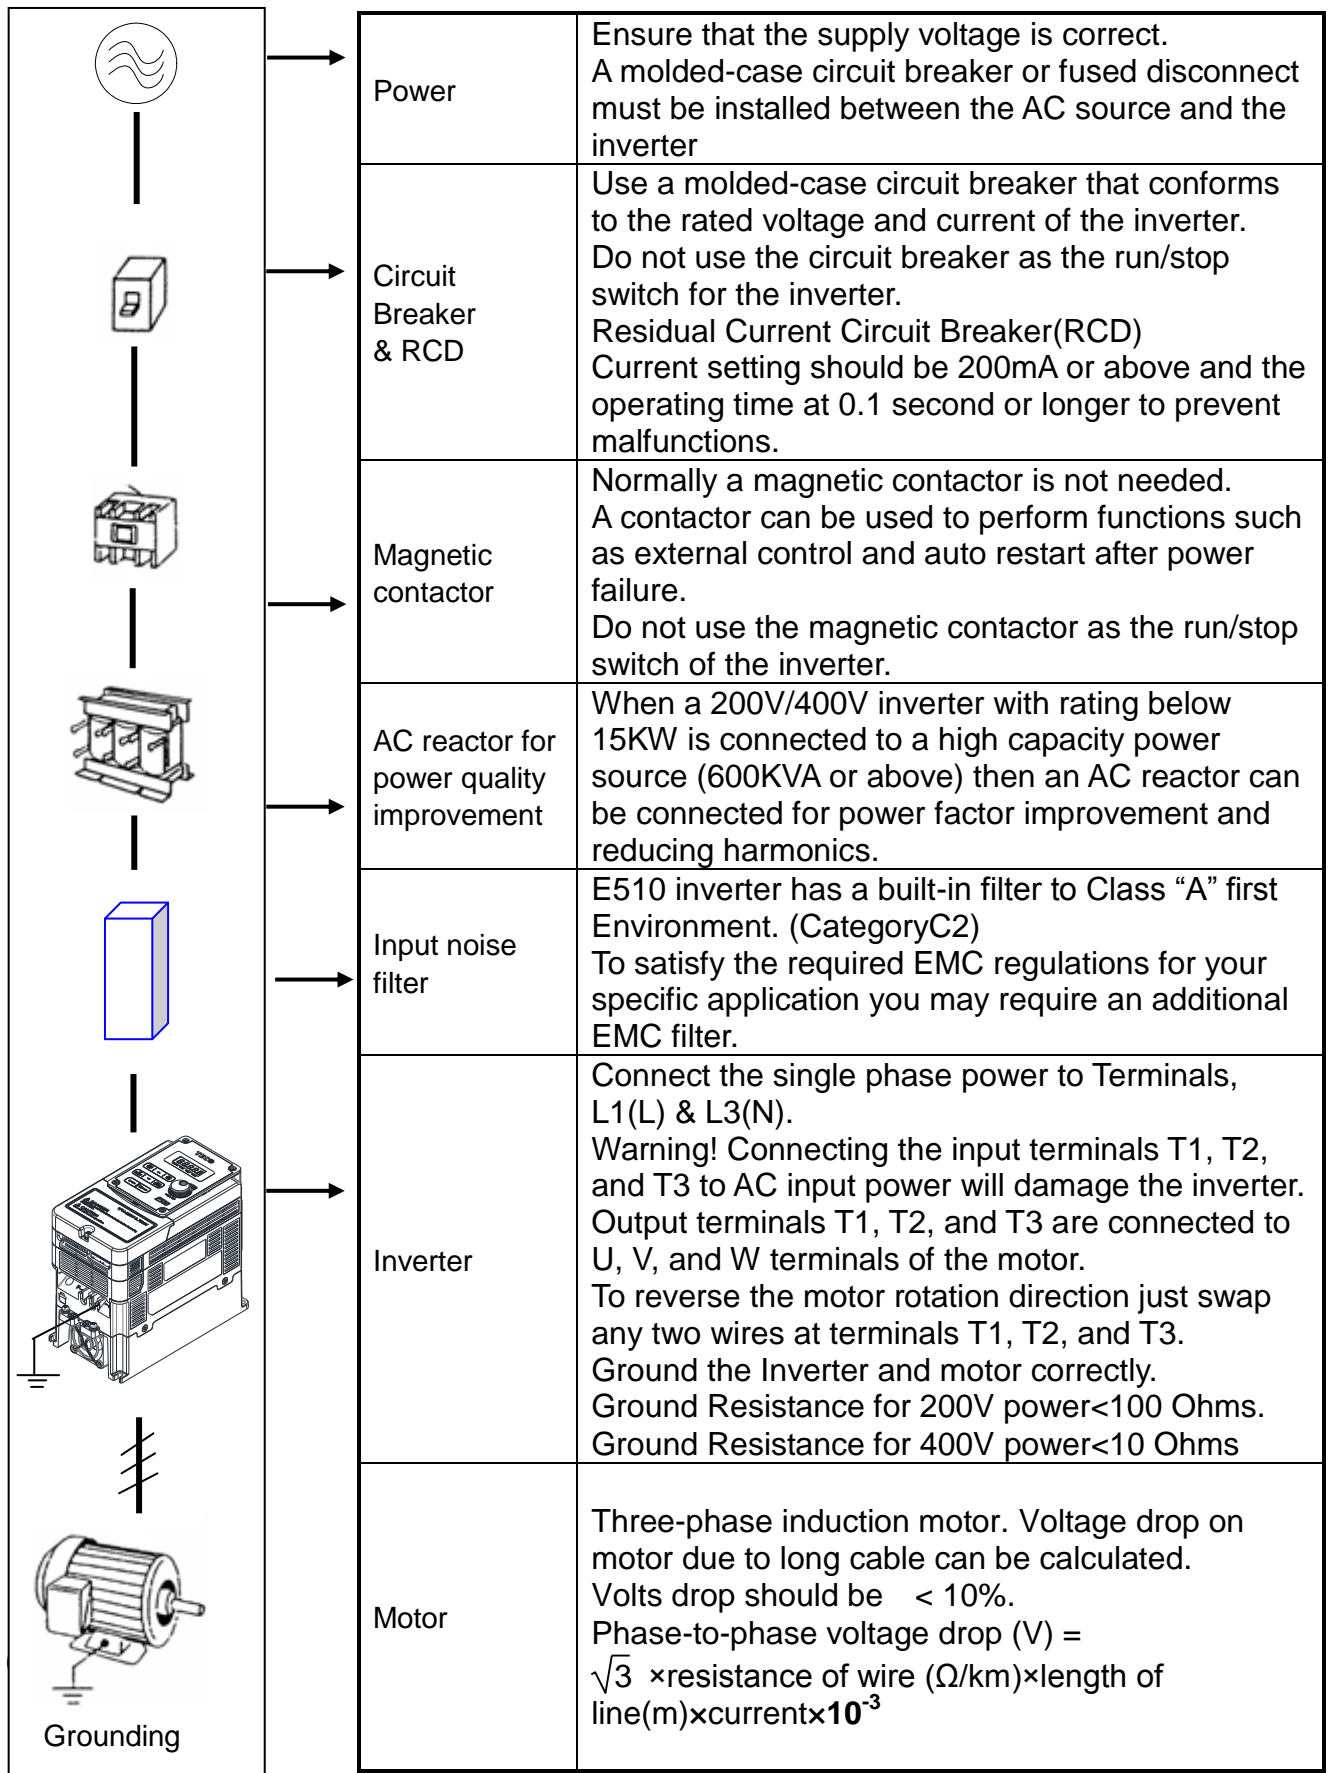 Power
Ensure that the supply voltage is correct.
A molded-case circuit breaker or fused disconnect
must be installed between the AC source and the
inverter
Circuit
Breaker
& RCD
Use a molded-case circuit breaker that conforms
to the rated voltage and current of the inverter.
Do not use the circuit breaker as the run/stop
switch for the inverter.
Residual Current Circuit Breaker(RCD)
Current setting should be 200mA or above and the
operating time at 0.1 second or longer to prevent
malfunctions.
Magnetic
contactor
Normally a magnetic contactor is not needed.
A contactor can be used to perform functions such
as external control and auto restart after power
failure.
Do not use the magnetic contactor as the run/stop
switch of the inverter.
AC reactor for
power quality
improvement
When a 200V/400V inverter with rating below
15KW is connected to a high capacity power
source (600KVA or above) then an AC reactor can
be connected for power factor improvement and
reducing harmonics.
Input noise
filter
E510 inverter has a built-in filter to Class “A” first
Environment. (CategoryC2)
To satisfy the required EMC regulations for your
specific application you may require an additional
EMC filter.
Inverter
Connect the single phase power to Terminals,
L1(L) & L3(N).
Warning! Connecting the input terminals T1, T2,
and T3 to AC input power will damage the inverter.
Output terminals T1, T2, and T3 are connected to
U, V, and W terminals of the motor.
To reverse the motor rotation direction just swap
any two wires at terminals T1, T2, and T3.
Ground the Inverter and motor correctly.
Ground Resistance for 200V power<100 Ohms.
Ground Resistance for 400V power<10 Ohms
Motor
Three-phase induction motor. Voltage drop on
motor due to long cable can be calculated.
Volts drop should be < 10%.
Phase-to-phase voltage drop (V) =
√3 ×resistance of wire (Ω/km)×length of
line(m)×current×10⁻³
Grounding